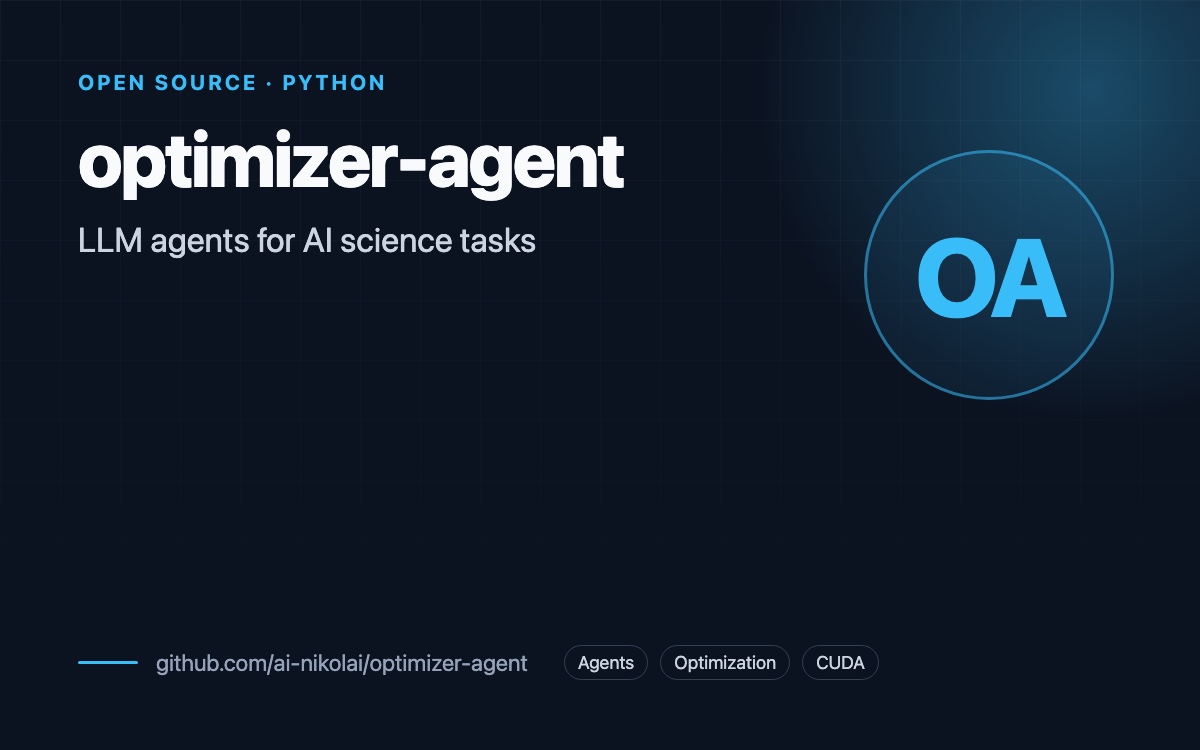 OPEN SOURCE · PYTHON
optimizer-agent
LLM agents for AI science tasks
OA
github.com/ai-nikolai/optimizer-agent
Agents
Optimization
CUDA